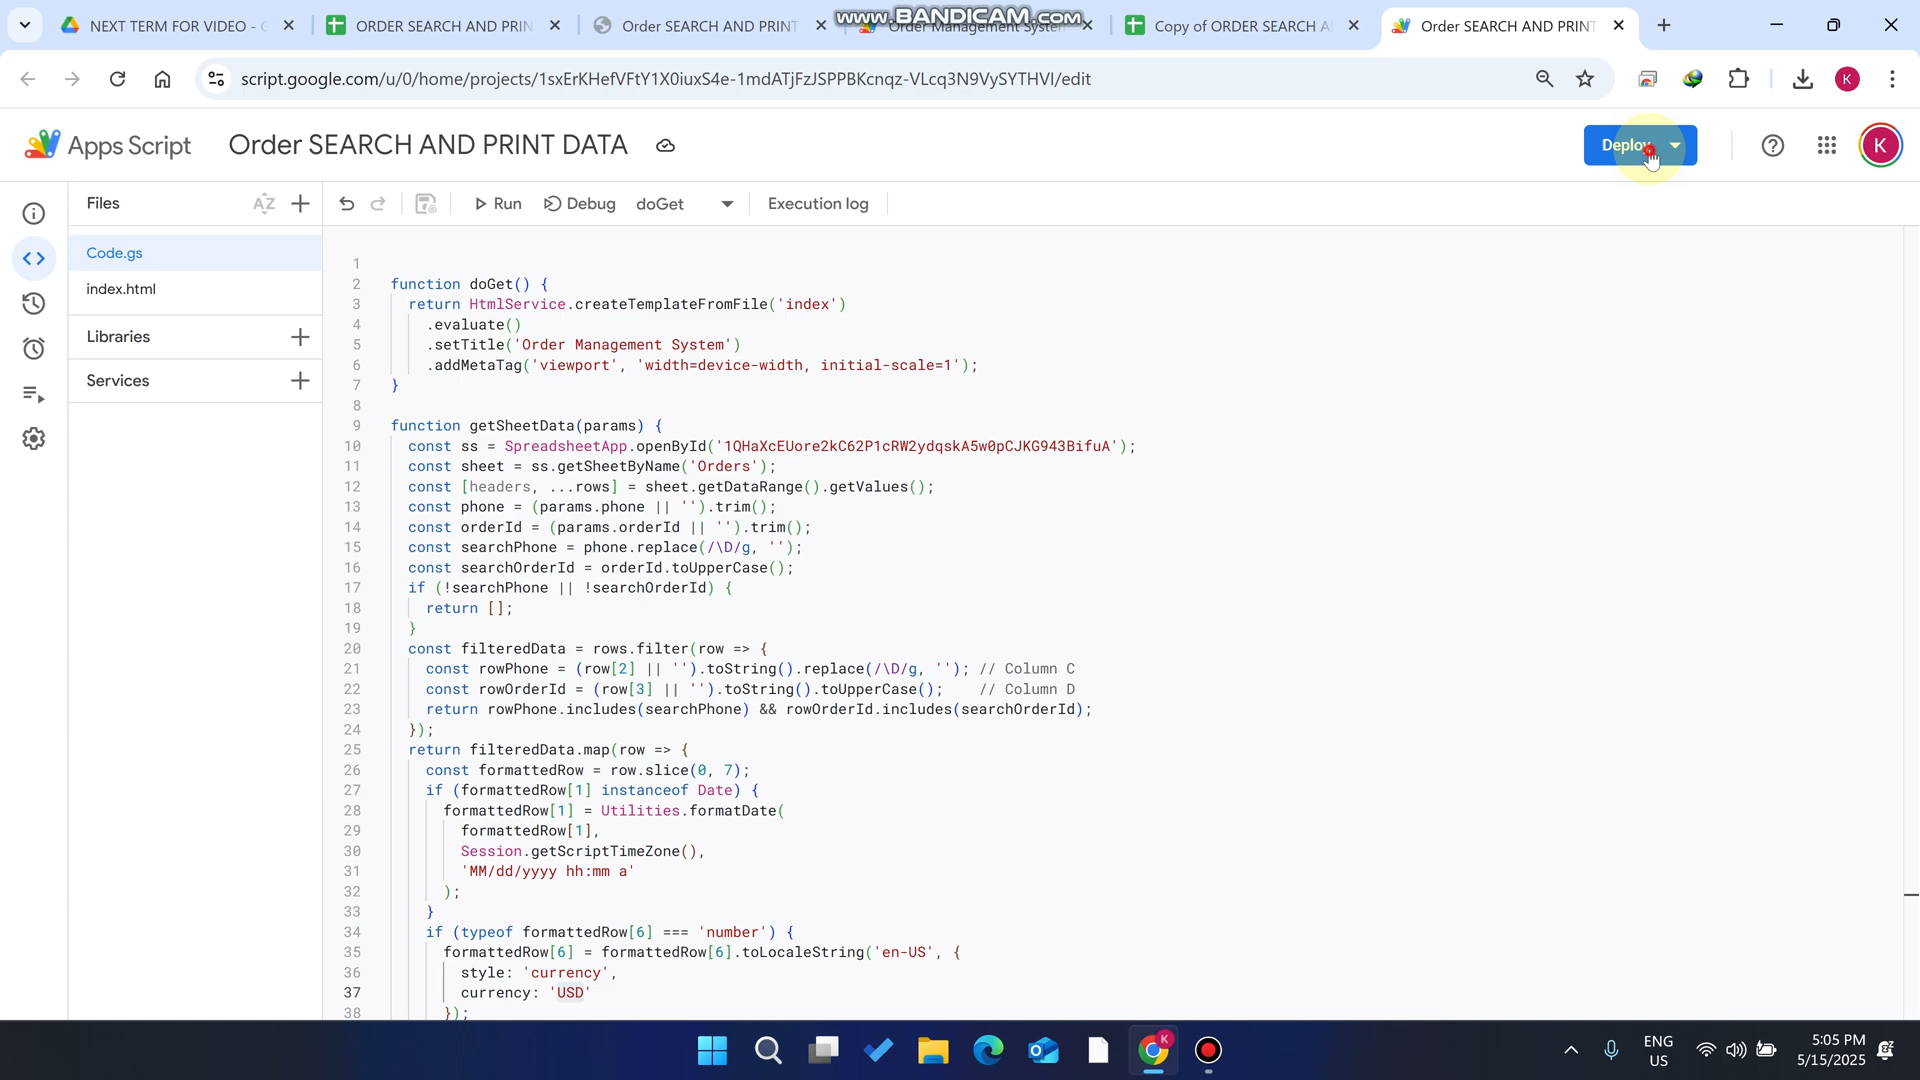 www.BANDICAM.com
NEXT TERM FOR VIDEO - G
ORDER SEARCH AND PRIN
Order SEARCH AND PRINT
Order Management System
Copy of ORDER SEARCH A
Order SEARCH AND PRINT
script.google.com/u/0/home/projects/1sxErKHefVFtY1X0iuxS4e-1mdATjFzJSPPBKcnqz-VLcq3N9VySYTHVI/edit
K
Apps Script
Order SEARCH AND PRINT DATA
Deploy
K
Files
AZ
Run
Debug
doGet
Execution log
Code.gs
index.html
Libraries
Services
1
2 function doGet() {
3 return HtmlService.createTemplateFromFile('index')
4 .evaluate()
5 .setTitle('Order Management System')
6 .addMetaTag('viewport', 'width=device-width, initial-scale=1');
7 }
8
9 function getSheetData(params) {
10 const ss = SpreadsheetApp.openById('1QHaXcEUore2kC62P1cRW2ydqskA5w0pCJKG943BifuA');
11 const sheet = ss.getSheetByName('Orders');
12 const [headers, ...rows] = sheet.getDataRange().getValues();
13 const phone = (params.phone || '').trim();
14 const orderId = (params.orderId || '').trim();
15 const searchPhone = phone.replace(/\D/g, '');
16 const searchOrderId = orderId.toUpperCase();
17 if (!searchPhone || !searchOrderId) {
18 return [];
19 }
20 const filteredData = rows.filter(row => {
21 const rowPhone = (row[2] || '').toString().replace(/\D/g, ''); // Column C
22 const rowOrderId = (row[3] || '').toString().toUpperCase(); // Column D
23 return rowPhone.includes(searchPhone) && rowOrderId.includes(searchOrderId);
24 });
25 return filteredData.map(row => {
26 const formattedRow = row.slice(0, 7);
27 if (formattedRow[1] instanceof Date) {
28 formattedRow[1] = Utilities.formatDate(
29 formattedRow[1],
30 Session.getScriptTimeZone(),
31 'MM/dd/yyyy hh:mm a'
32 );
33 }
34 if (typeof formattedRow[6] === 'number') {
35 formattedRow[6] = formattedRow[6].toLocaleString('en-US', {
36 style: 'currency',
37 currency: 'USD'
38 });
K
ENG
US
5:05 PM
5/15/2025